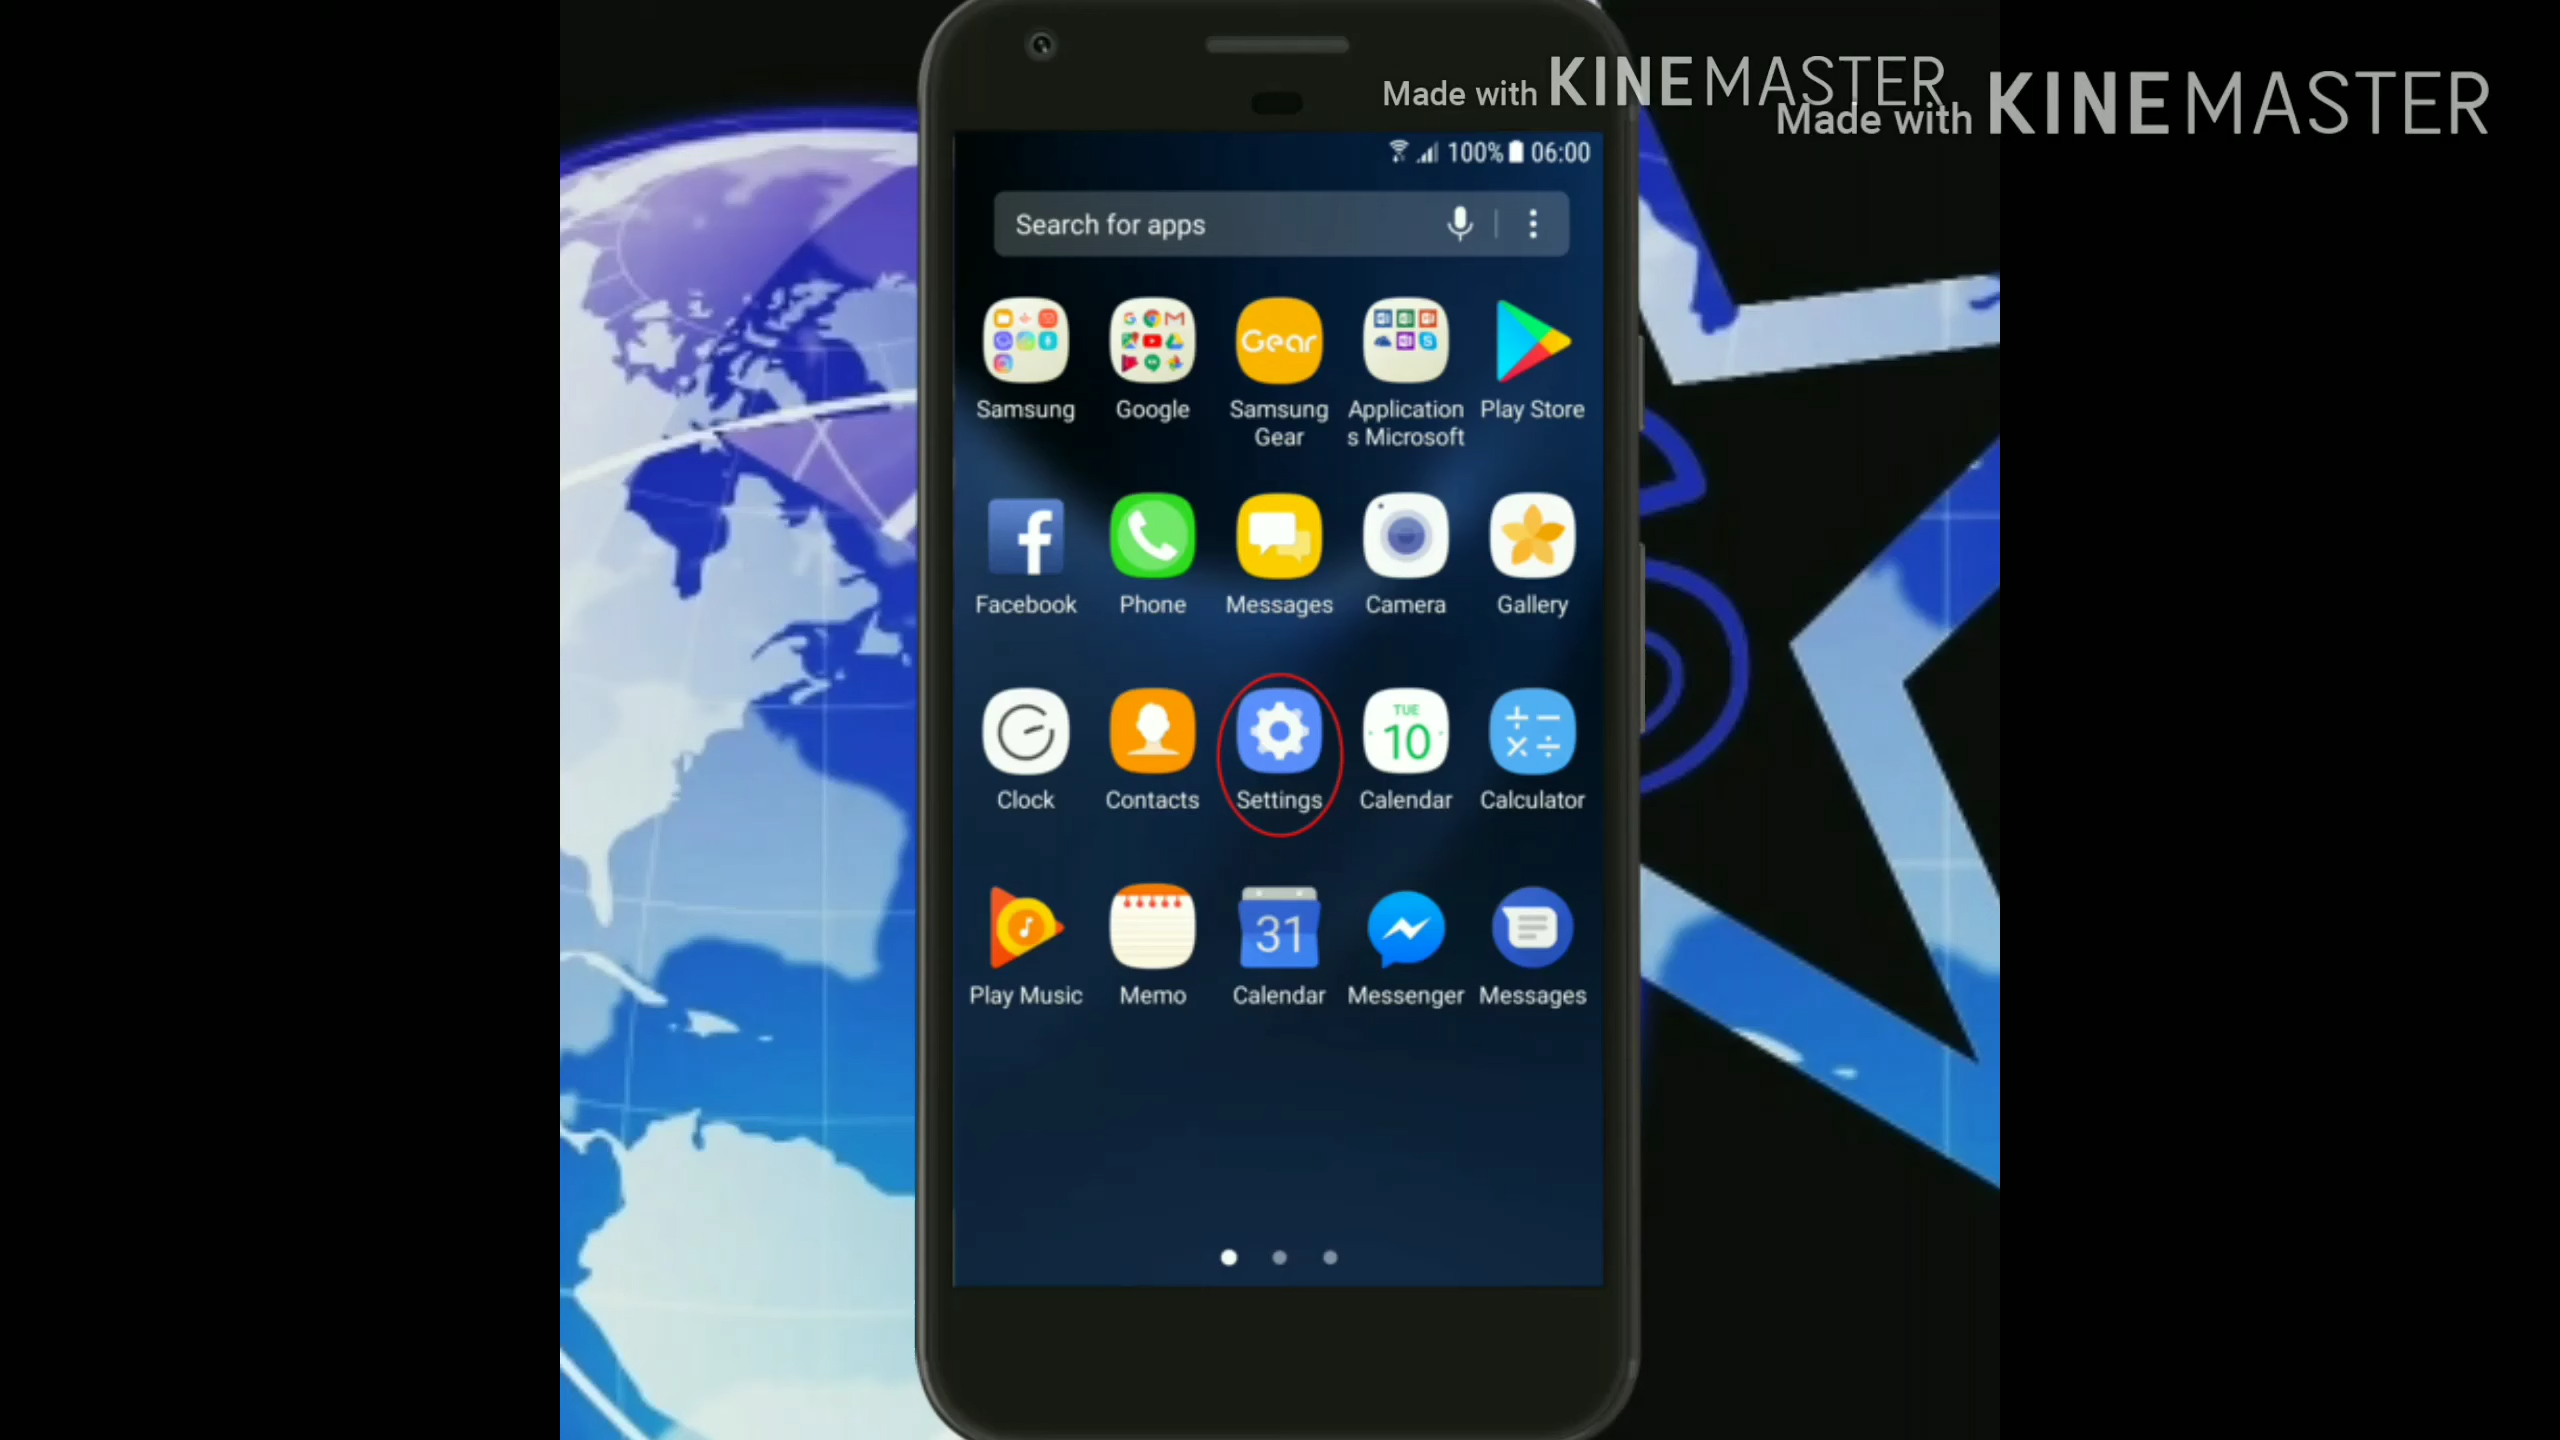 Made with KINEMASTER
Made with KINEMASTER
100% 06:00
Search for apps
Gear
Samsung Google Samsung Gear Application s Microsoft Play Store
Facebook Phone Messages Camera Gallery
TUE
10
Clock Contacts Settings Calendar Calculator
31
Play Music Memo Calendar Messenger Messages